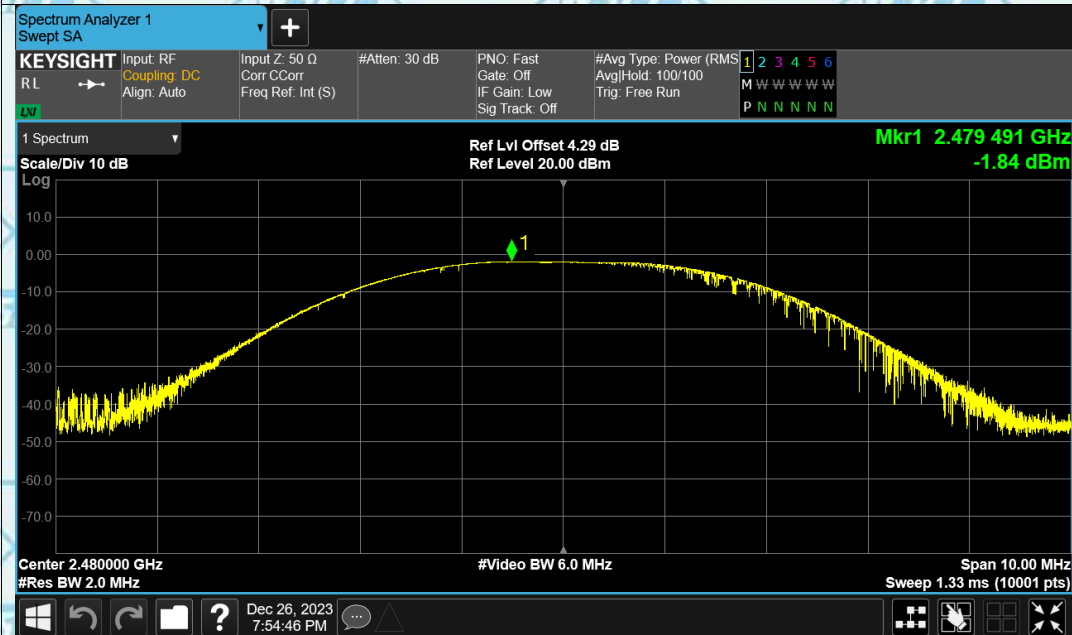 Spectrum Analyzer 1
Swept SA
+
KEYSIGHT
RL
LXI
Input: RF
Coupling: DC
Align: Auto
Input Z: 50 Ω
Corr CCorr
Freq Ref: Int (S)
#Atten: 30 dB
PNO: Fast
Gate: Off
IF Gain: Low
Sig Track: Off
#Avg Type: Power (RMS
Avg|Hold: 100/100
Trig: Free Run
1 2 3 4 5 6
M W W W W W
P N N N N N
1 Spectrum
Scale/Div 10 dB
Log
Ref Lvl Offset 4.29 dB
Ref Level 20.00 dBm
Mkr1 2.479 491 GHz
-1.84 dBm
10.0
0.00
-10.0
-20.0
-30.0
-40.0
-50.0
-60.0
-70.0
1
Center 2.480000 GHz
#Res BW 2.0 MHz
#Video BW 6.0 MHz
Span 10.00 MHz
Sweep 1.33 ms (10001 pts)
?
Dec 26, 2023
7:54:46 PM